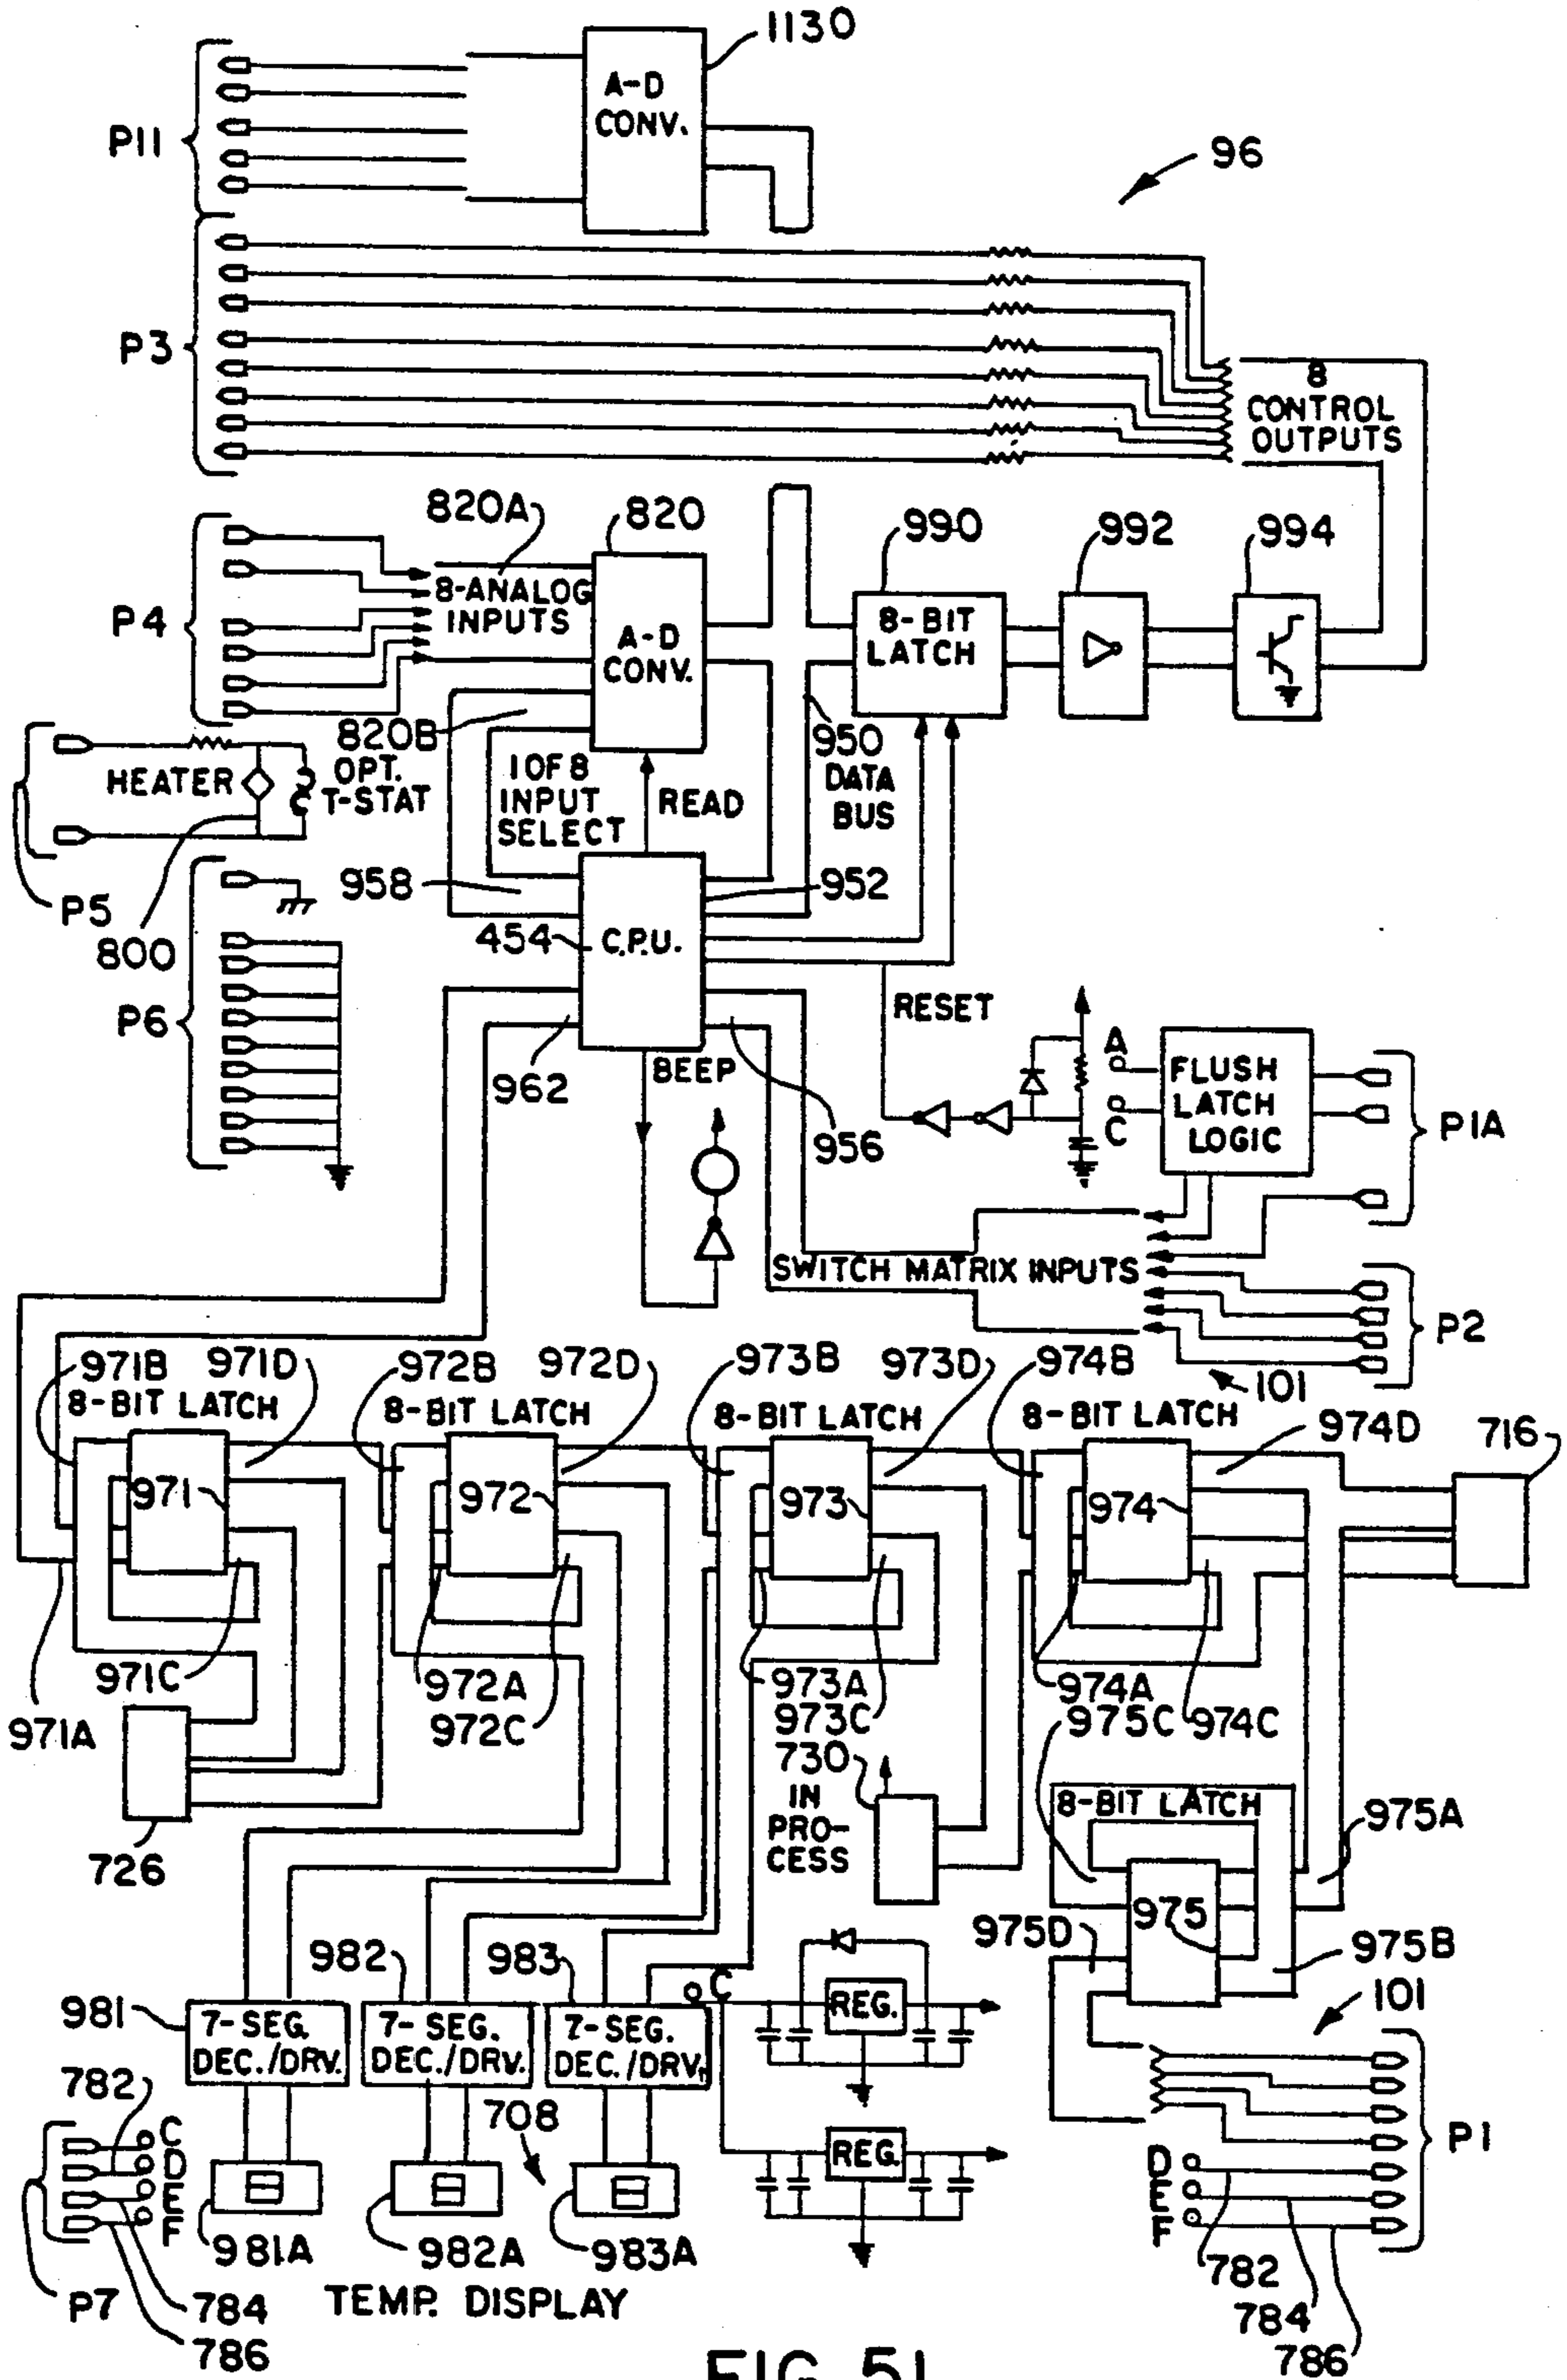 1130
A-D
CONV.
P11
96
P3
8
CONTROL
OUTPUTS
820A
820
990
992
994
8-ANALOG
INPUTS
P4
A-D
CONV.
8-BIT
LATCH
820B
950
DATA
BUS
HEATER
OPT.
T-STAT
1 OF 8
INPUT
SELECT
READ
P5
800
958
952
454
C.P.U.
P6
RESET
A
FLUSH
LATCH
LOGIC
C
P1A
962
BEEP
956
SWITCH MATRIX INPUTS
P2
101
971B
971D
972B
972D
973B
973D
974B
8-BIT LATCH
8-BIT LATCH
8-BIT LATCH
8-BIT LATCH
974D
716
971
972
973
974
971C
972A
973A
974A
971A
972C
973C
975C
974C
730
IN
PRO-
CESS
8-BIT LATCH
975A
726
975
975D
975B
982
983
C
101
981
7-SEG.
DEC./DRV.
7-SEG.
DEC./DRV.
7-SEG.
DEC./DRV.
REG.
782
708
C
D
E
F
REG.
P1
D
E
F
981A
982A
983A
782
P7
784
TEMP. DISPLAY
784
786
786
FIG. 51